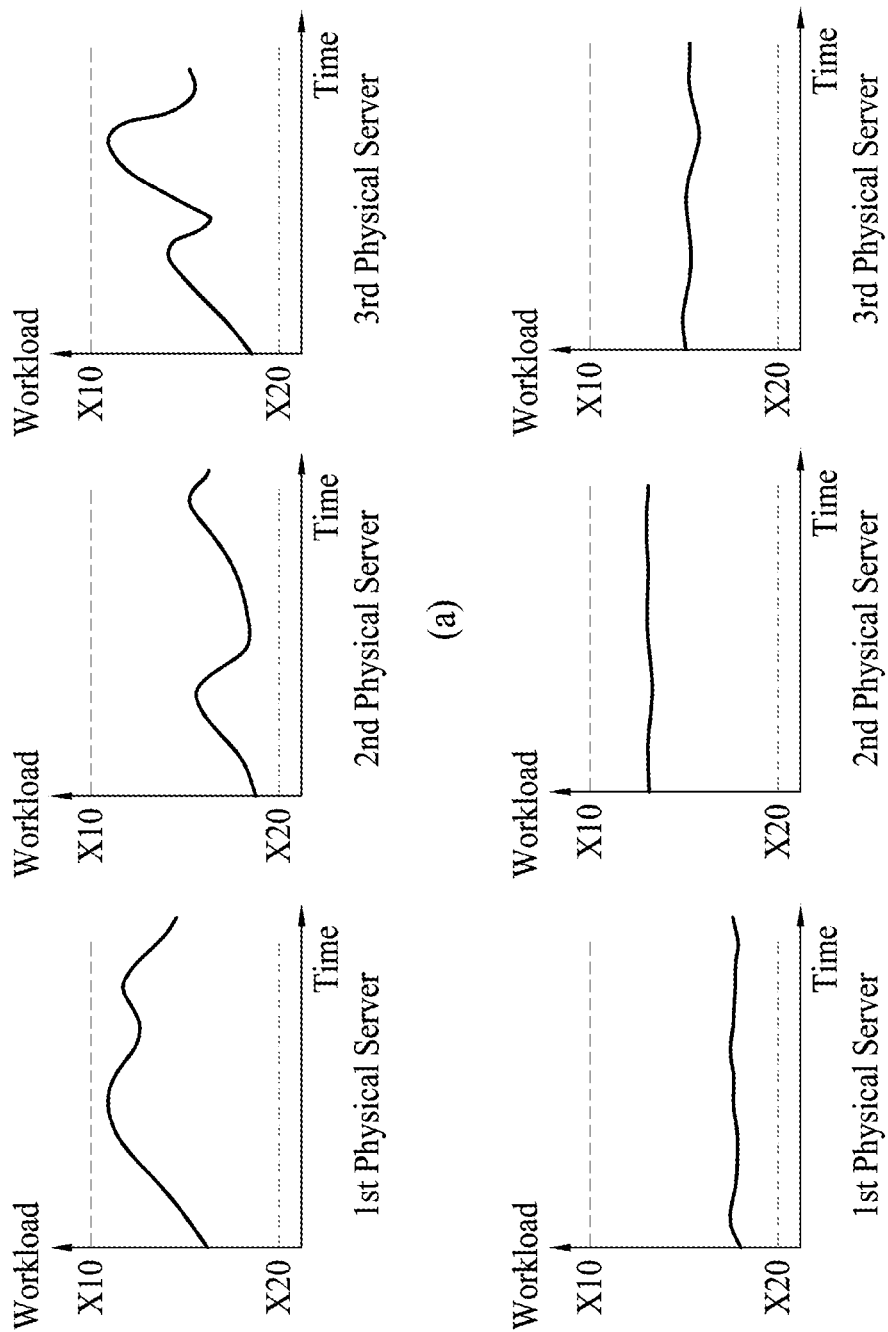 Workload
X10
X20
Time
1st Physical Server
Workload
X10
X20
Time
2nd Physical Server
Workload
X10
X20
Time
3rd Physical Server
(a)
Workload
X10
X20
Time
1st Physical Server
Workload
X10
X20
Time
2nd Physical Server
Workload
X10
X20
Time
3rd Physical Server